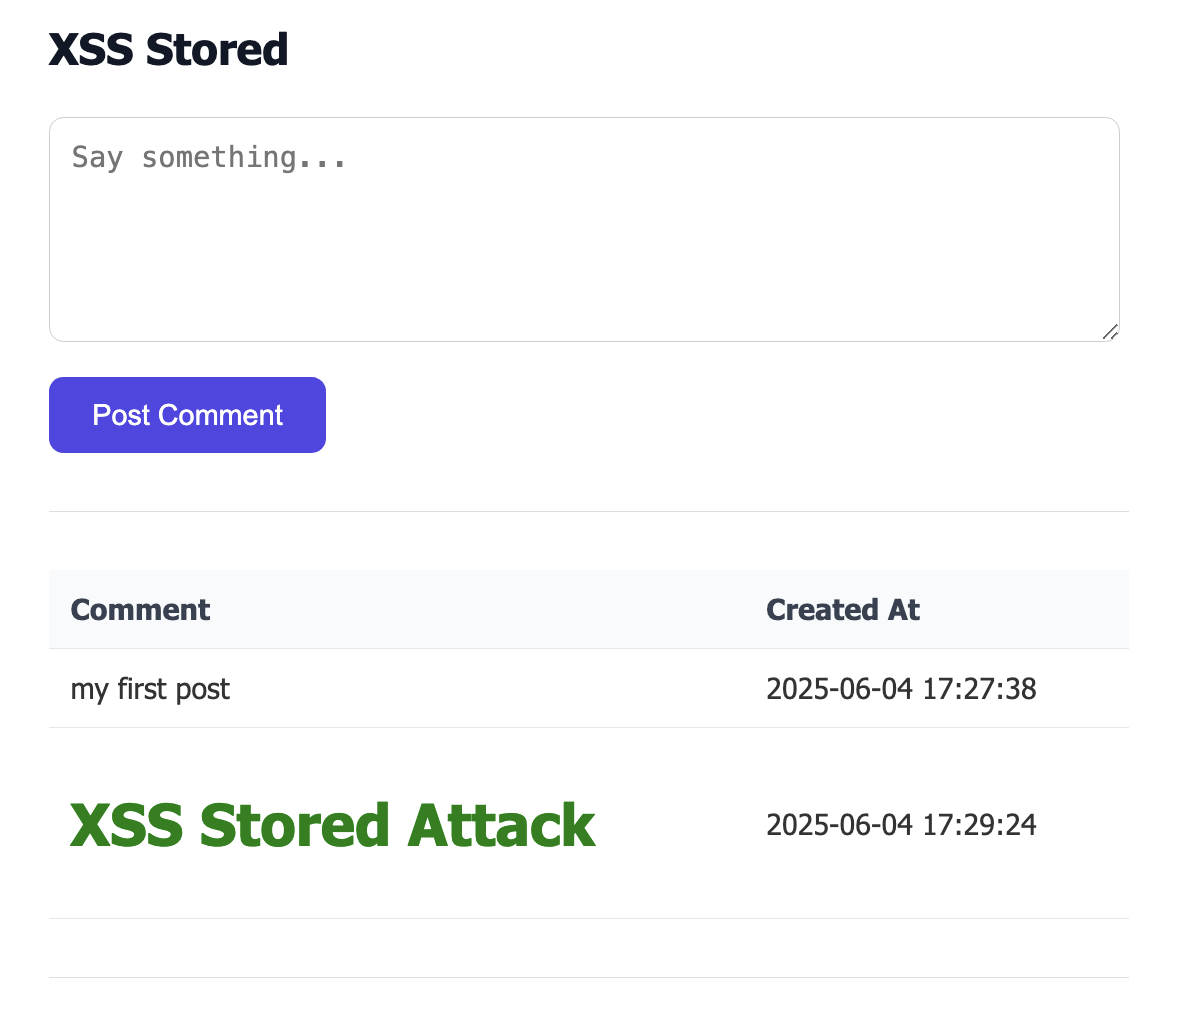 XSS Stored
Say something...
Post Comment
Comment Created At
my first post 2025-06-04 17:27:38
XSS Stored Attack 2025-06-04 17:29:24